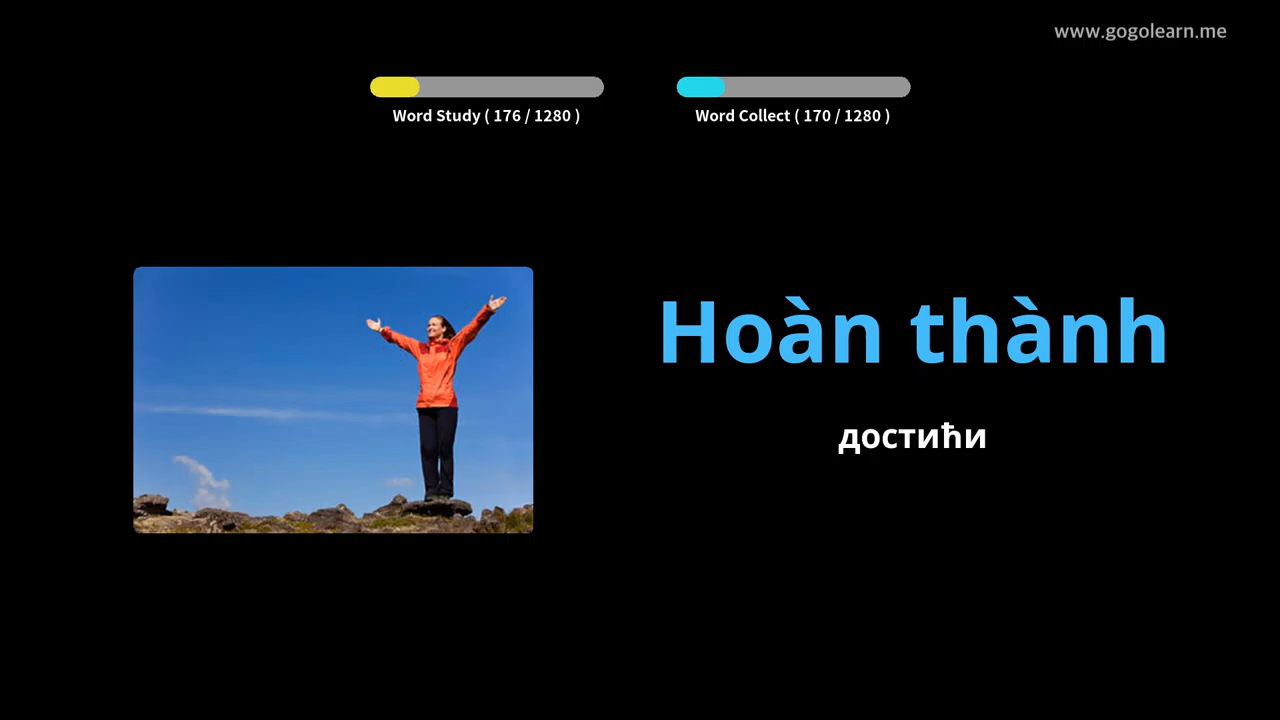 www.gogolearn.me
Word Study ( 176 / 1280 )
Word Collect ( 170 / 1280 )
Hoàn thành
достићи